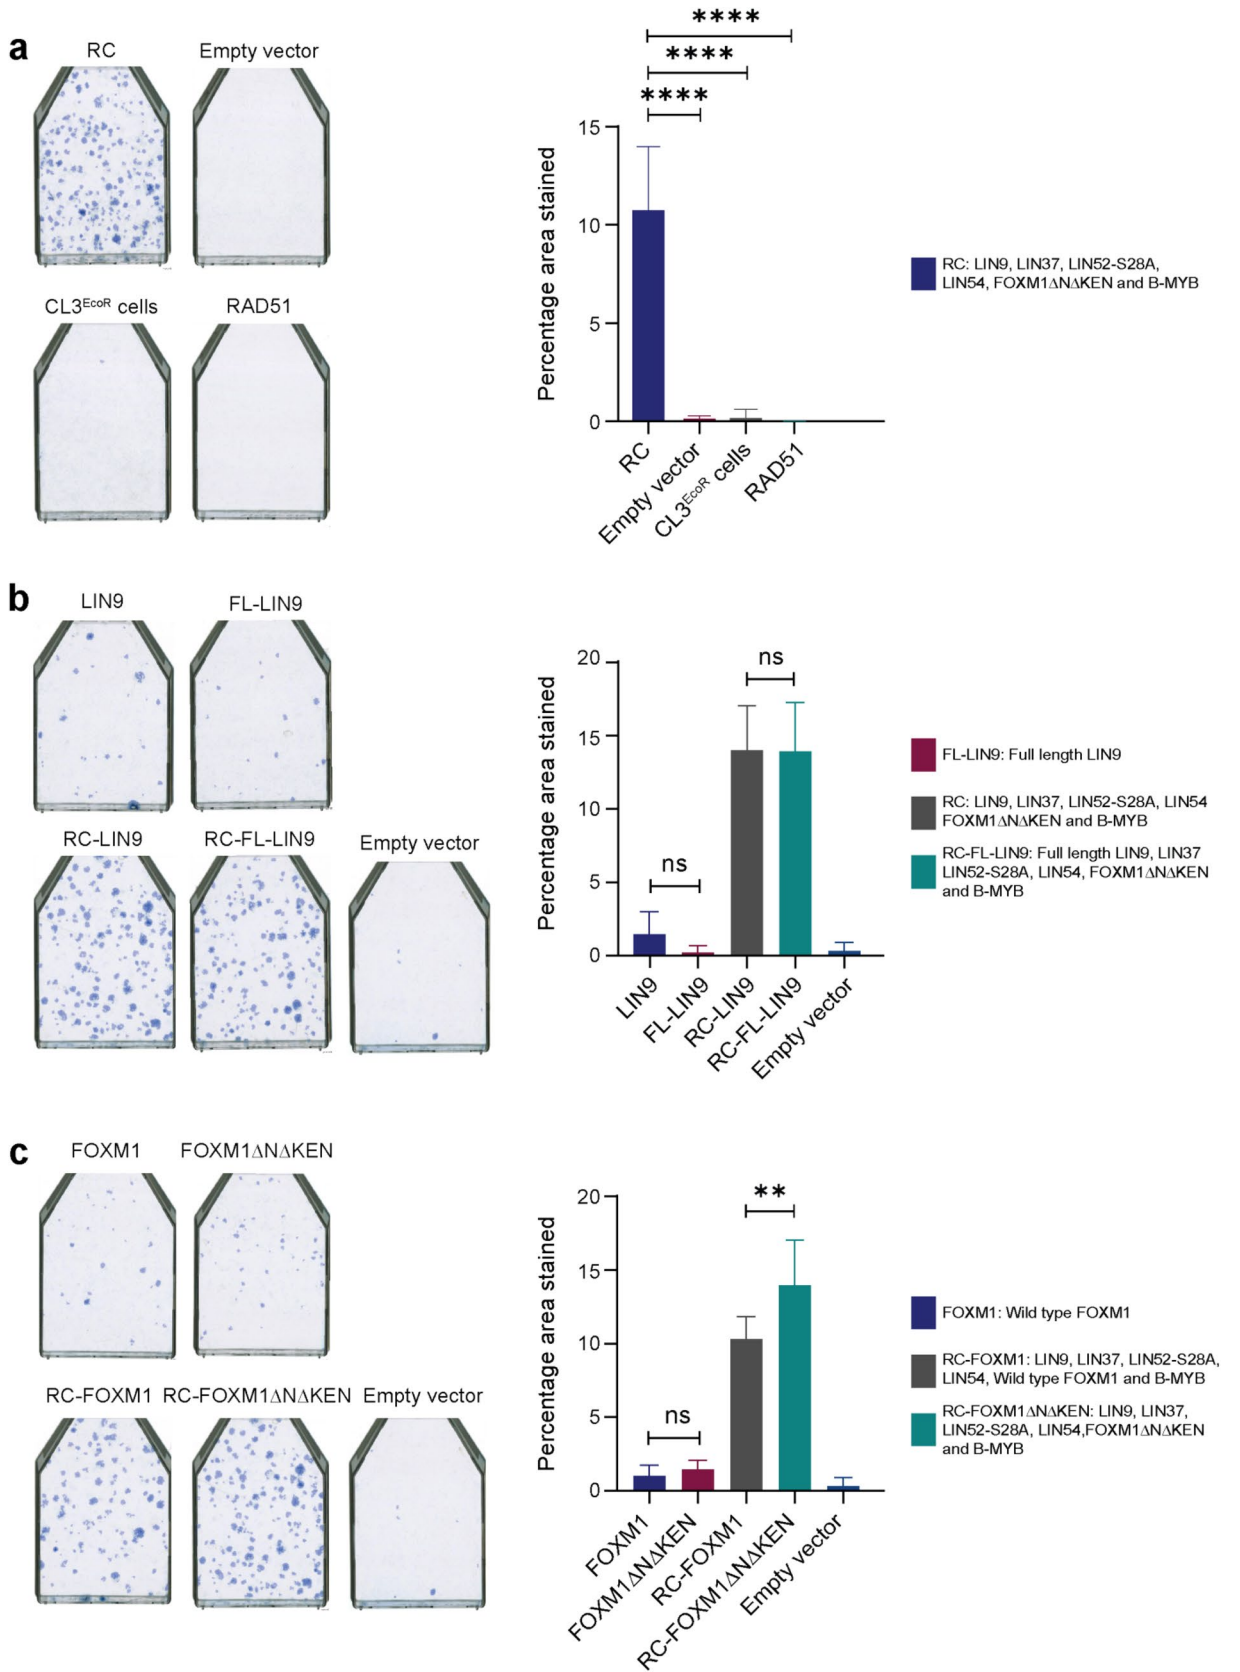 a
RC
Empty vector
CL3EcoR cells
RAD51
****
****
****
Percentage area stained
15
10
5
0
RC
Empty vector
CL3EcoR cells
RAD51
RC: LIN9, LIN37, LIN52-S28A,
LIN54, FOXM1ΔNΔKEN and B-MYB
b
LIN9
FL-LIN9
RC-LIN9
RC-FL-LIN9
Empty vector
Percentage area stained
20
15
10
5
0
ns
ns
LIN9
FL-LIN9
RC-LIN9
RC-FL-LIN9
Empty vector
FL-LIN9: Full length LIN9
RC: LIN9, LIN37, LIN52-S28A, LIN54
FOXM1ΔNΔKEN and B-MYB
RC-FL-LIN9: Full length LIN9, LIN37
LIN52-S28A, LIN54, FOXM1ΔNΔKEN
and B-MYB
c
FOXM1
FOXM1ΔNΔKEN
RC-FOXM1
RC-FOXM1ΔNΔKEN
Empty vector
Percentage area stained
20
15
10
5
0
ns
**
FOXM1
FOXM1ΔNΔKEN
RC-FOXM1
RC-FOXM1ΔNΔKEN
Empty vector
FOXM1: Wild type FOXM1
RC-FOXM1: LIN9, LIN37, LIN52-S28A,
LIN54, Wild type FOXM1 and B-MYB
RC-FOXM1ΔNΔKEN: LIN9, LIN37,
LIN52-S28A, LIN54,FOXM1ΔNΔKEN
and B-MYB